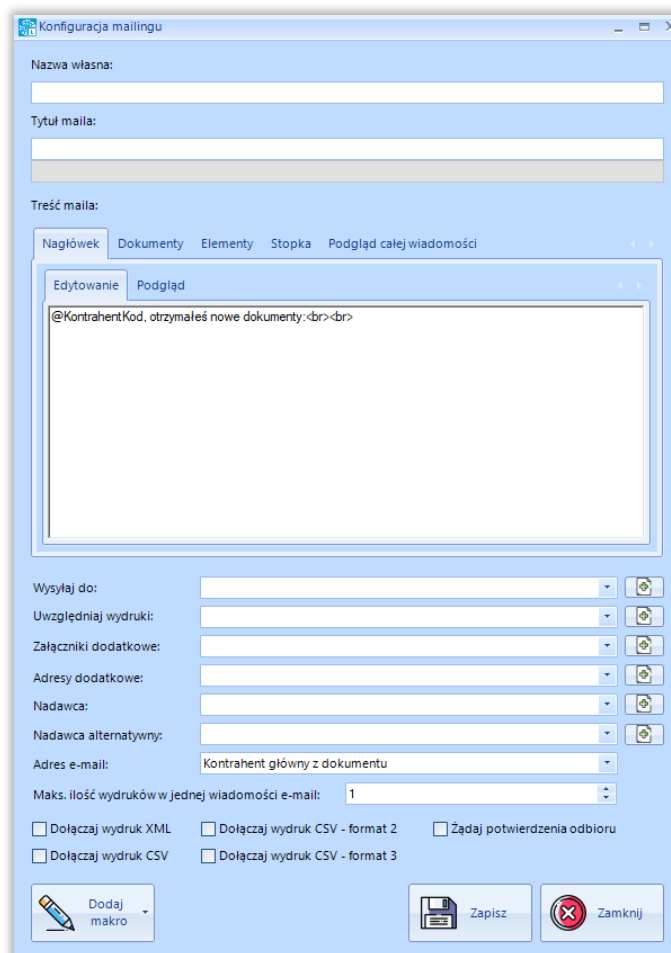 Konfiguracja mailingu
Nazwa własna:
Tytuł maila:
Treść maila:
Nagłówek Dokumenty Elementy Stopka Podgląd całej wiadomości
Edytowanie Podgląd
@KontrahentKod, otrzymałeś nowe dokumenty:<br><br>
Wysyłaj do:
Uwzględniaj wydruki:
Załączniki dodatkowe:
Adresy dodatkowe:
Nadawca:
Nadawca alternatywny:
Adres e-mail: Kontrahent główny z dokumentu
Maks. ilość wydruków w jednej wiadomości e-mail: 1
Dołączaj wydruk XML Dołączaj wydruk CSV - format 2 Żądaj potwierdzenia odbioru
Dołączaj wydruk CSV Dołączaj wydruk CSV - format 3
Dodaj
makro
Zapisz Zamknij